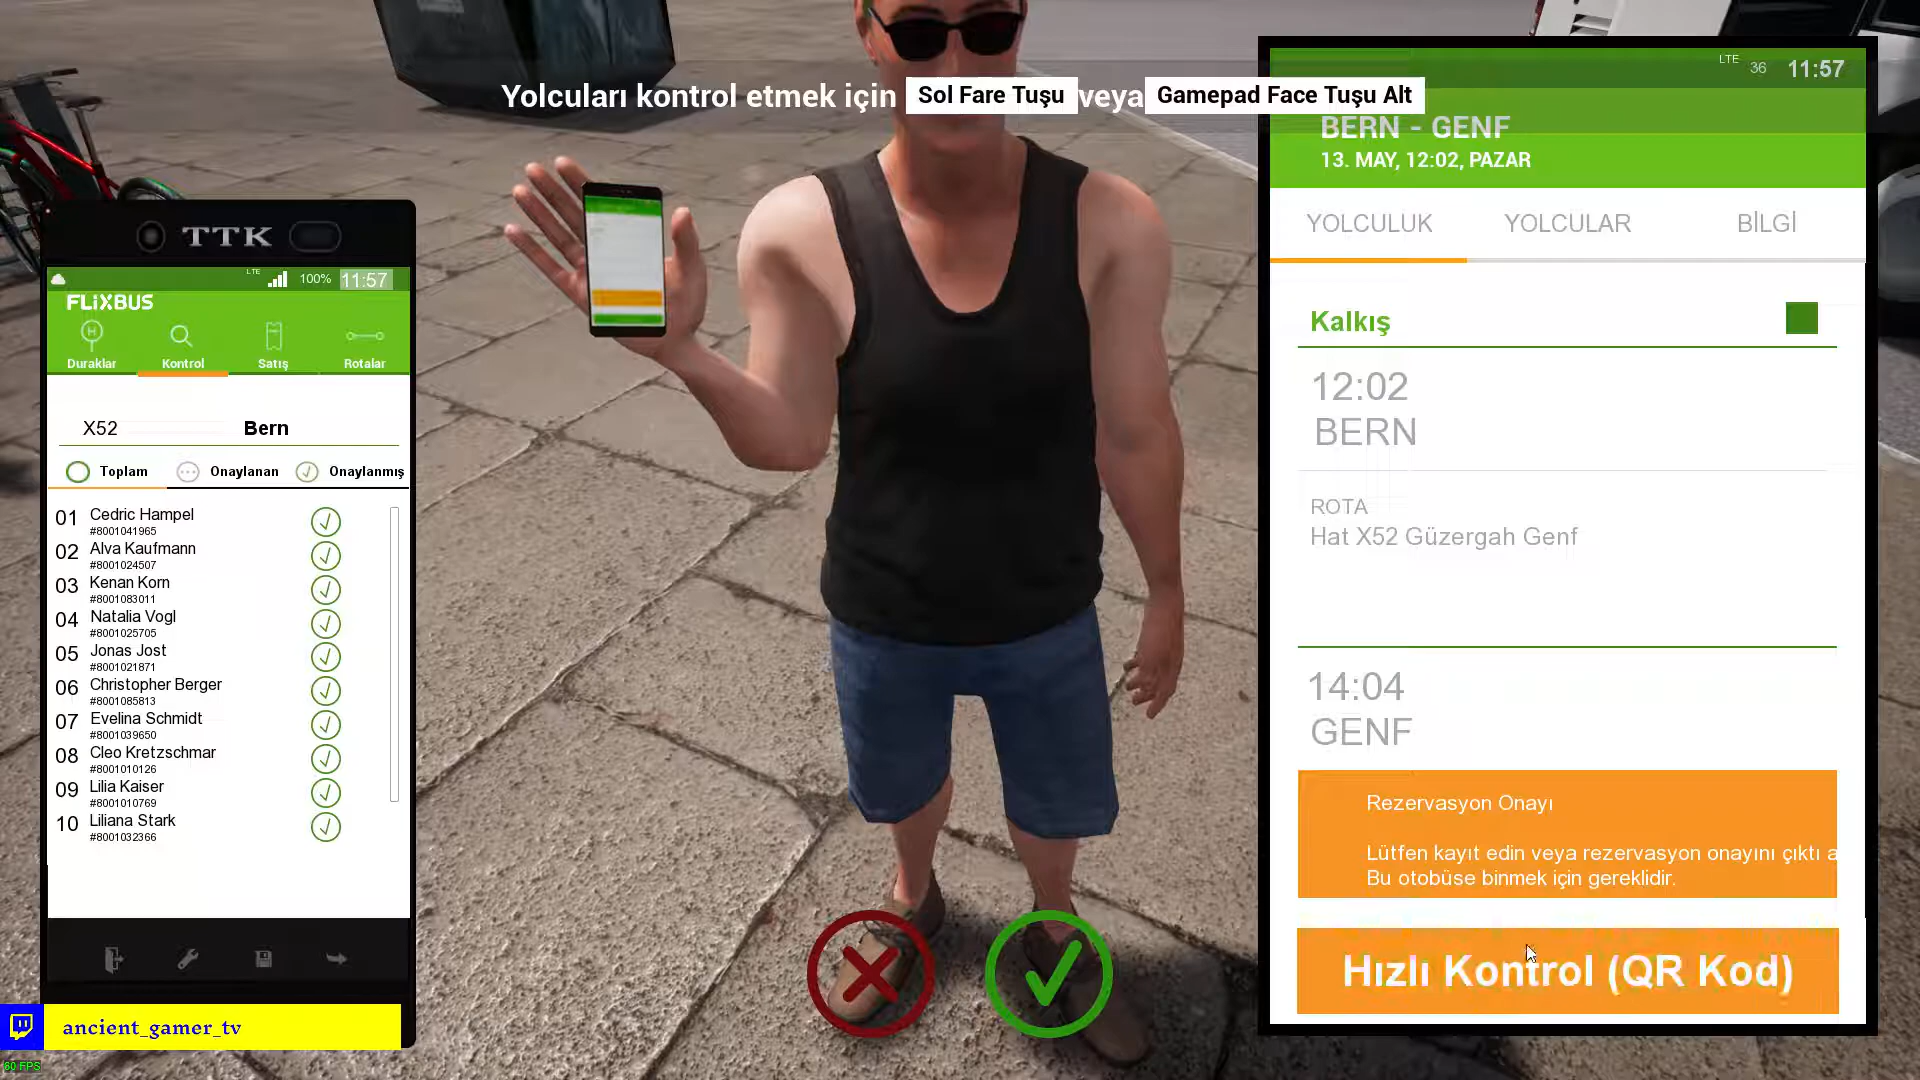 Yolcuları kontrol etmek için Sol Fare Tuşu veya Gamepad Face Tuşu Alt
TTK
LTE 100% 11:57
FLiXBUS
Duraklar Kontrol Satış Rotalar
X52 Bern
Toplam Onaylanan Onaylanmış
01 Cedric Hampel
#8001041965
02 Alva Kaufmann
#8001024507
03 Kenan Korn
#8001083011
04 Natalia Vogl
#8001025705
05 Jonas Jost
#8001021871
06 Christopher Berger
#8001085813
07 Evelina Schmidt
#8001039650
08 Cleo Kretzschmar
#8001010126
09 Lilia Kaiser
#8001010769
10 Liliana Stark
#8001032366
ancient_gamer_tv
60 FPS
LTE 36 11:57
BERN - GENF
13. MAY, 12:02, PAZAR
YOLCULUK YOLCULAR BİLGİ
Kalkış
12:02
BERN
ROTA
Hat X52 Güzergah Genf
14:04
GENF
Rezervasyon Onayı
Lütfen kayıt edin veya rezervasyon onayını çıktı a
Bu otobüse binmek için gereklidir.
Hızlı Kontrol (QR Kod)